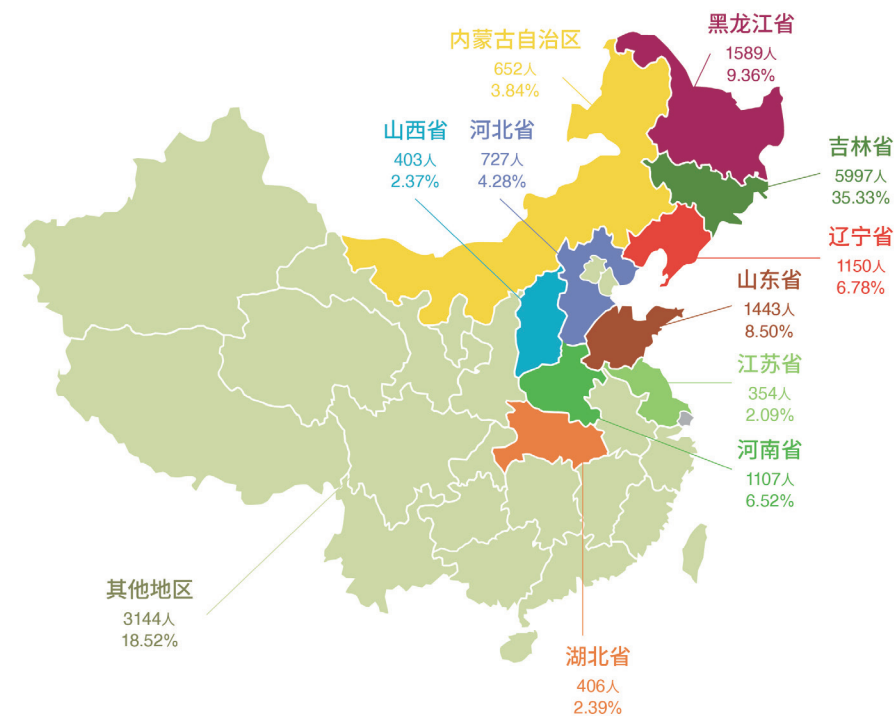 黑龙江省
1589人
9.36%
内蒙古自治区
652人
3.84%
山西省
403人
2.37%
河北省
727人
4.28%
吉林省
5997人
35.33%
辽宁省
1150人
6.78%
山东省
1443人
8.50%
江苏省
354人
2.09%
河南省
1107人
6.52%
其他地区
3144人
18.52%
湖北省
406人
2.39%